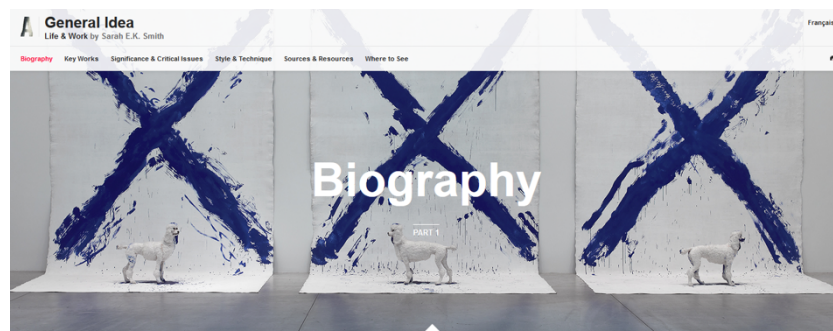 General Idea
Life & Work by Sarah E.K. Smith
Français
Biography Key Works Significance & Critical Issues Style & Technique Sources & Resources Where to See
Biography
PART 1